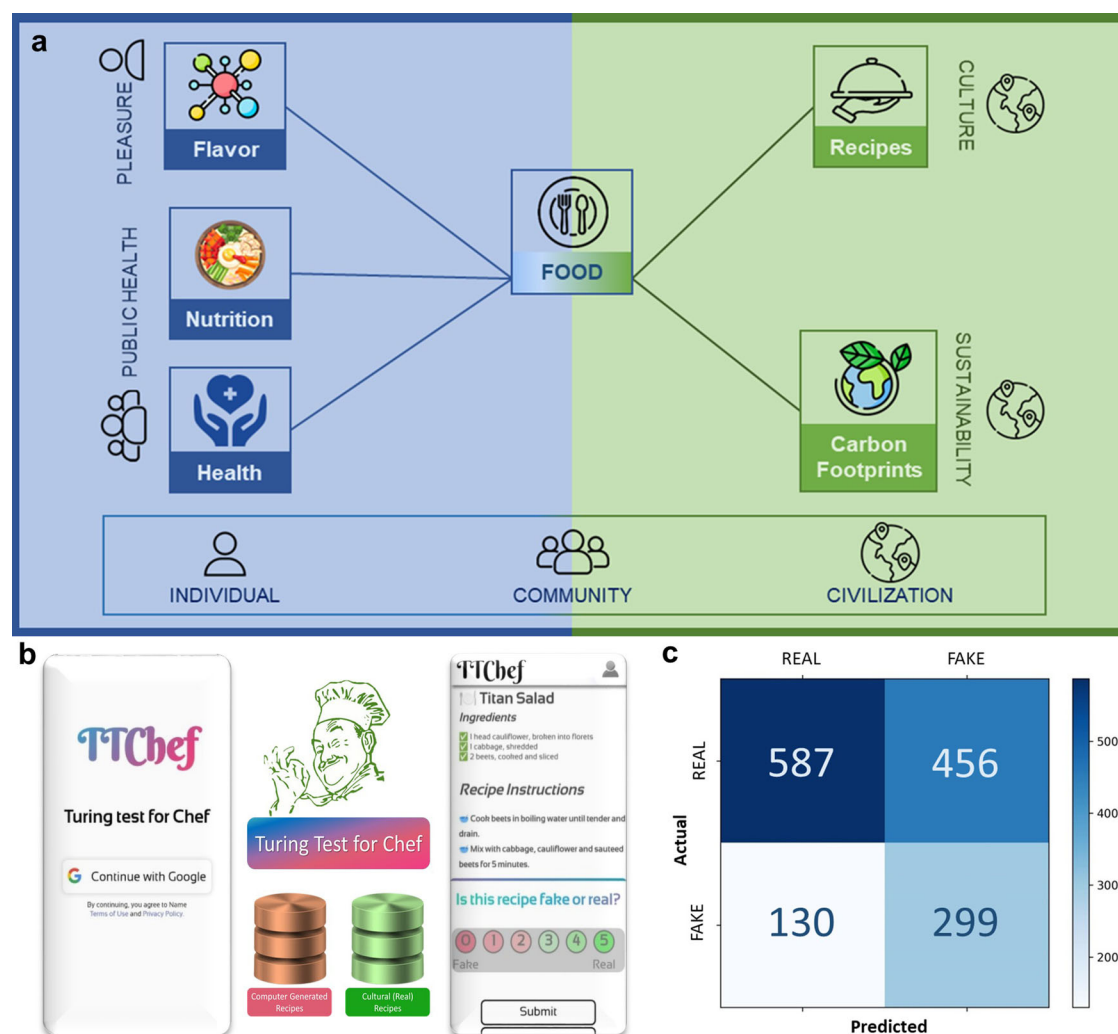 a
PLEASURE
Flavor
PUBLIC HEALTH
Nutrition
Health
FOOD
Recipes
CULTURE
Carbon
Footprints
SUSTAINABILITY
INDIVIDUAL
COMMUNITY
CIVILIZATION
b
TTChef
Turing test for Chef
G Continue with Google
By continuing, you agree to Name
Terms of Use and Privacy Policy.
Turing Test for Chef
Computer Generated
Recipes
Cultural (Real)
Recipes
TTChef
Titan Salad
Ingredients
1 head cauliflower, broken into florets
1 cabbage, shredded
2 beets, cooked and sliced
Recipe Instructions
Cook beets in boiling water until tender and
drain.
Mix with cabbage, cauliflower and sauteed
beets for 5 minutes.
Is this recipe fake or real?
0 1 2 3 4 5
Fake Real
Submit
c
REAL FAKE
REAL
587 456
FAKE
130 299
Actual
Predicted
500
400
300
200